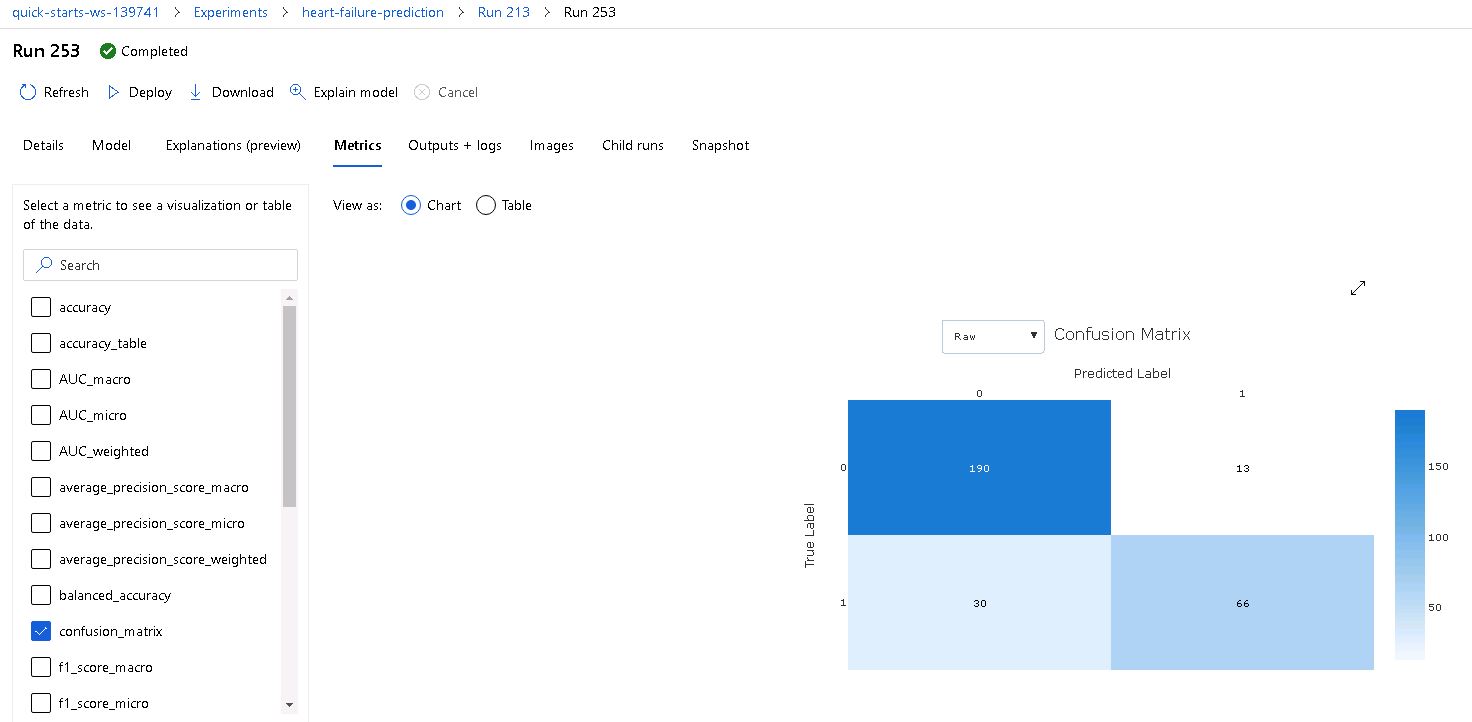 quick-starts-ws-139741 > Experiments > heart-failure-prediction > Run 213 > Run 253
Run 253 Completed
Refresh Deploy Download Explain model Cancel
Details Model Explanations (preview) Metrics Outputs + logs Images Child runs Snapshot
Select a metric to see a visualization or table
of the data.
Search
accuracy
accuracy_table
AUC_macro
AUC_micro
AUC_weighted
average_precision_score_macro
average_precision_score_micro
average_precision_score_weighted
balanced_accuracy
confusion_matrix
f1_score_macro
f1_score_micro
View as: Chart Table
Raw Confusion Matrix
Predicted Label
0 1
True Label
0 190 13
1 30 66
150
100
50